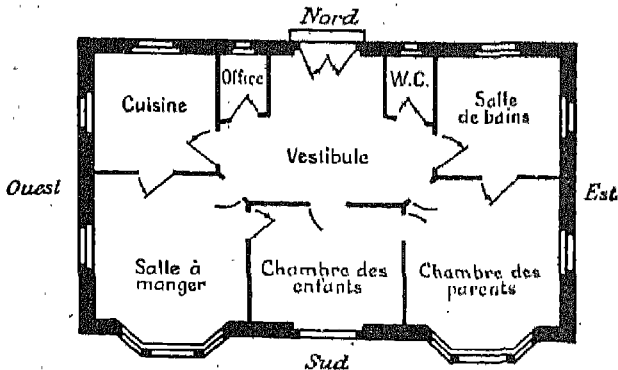 Nord
Office
W.C.
Cuisine
Salle
de bains
Vestibule
Ouest
Est
Salle à
manger
Chambre des
enfants
Chambre des
parents
Sud